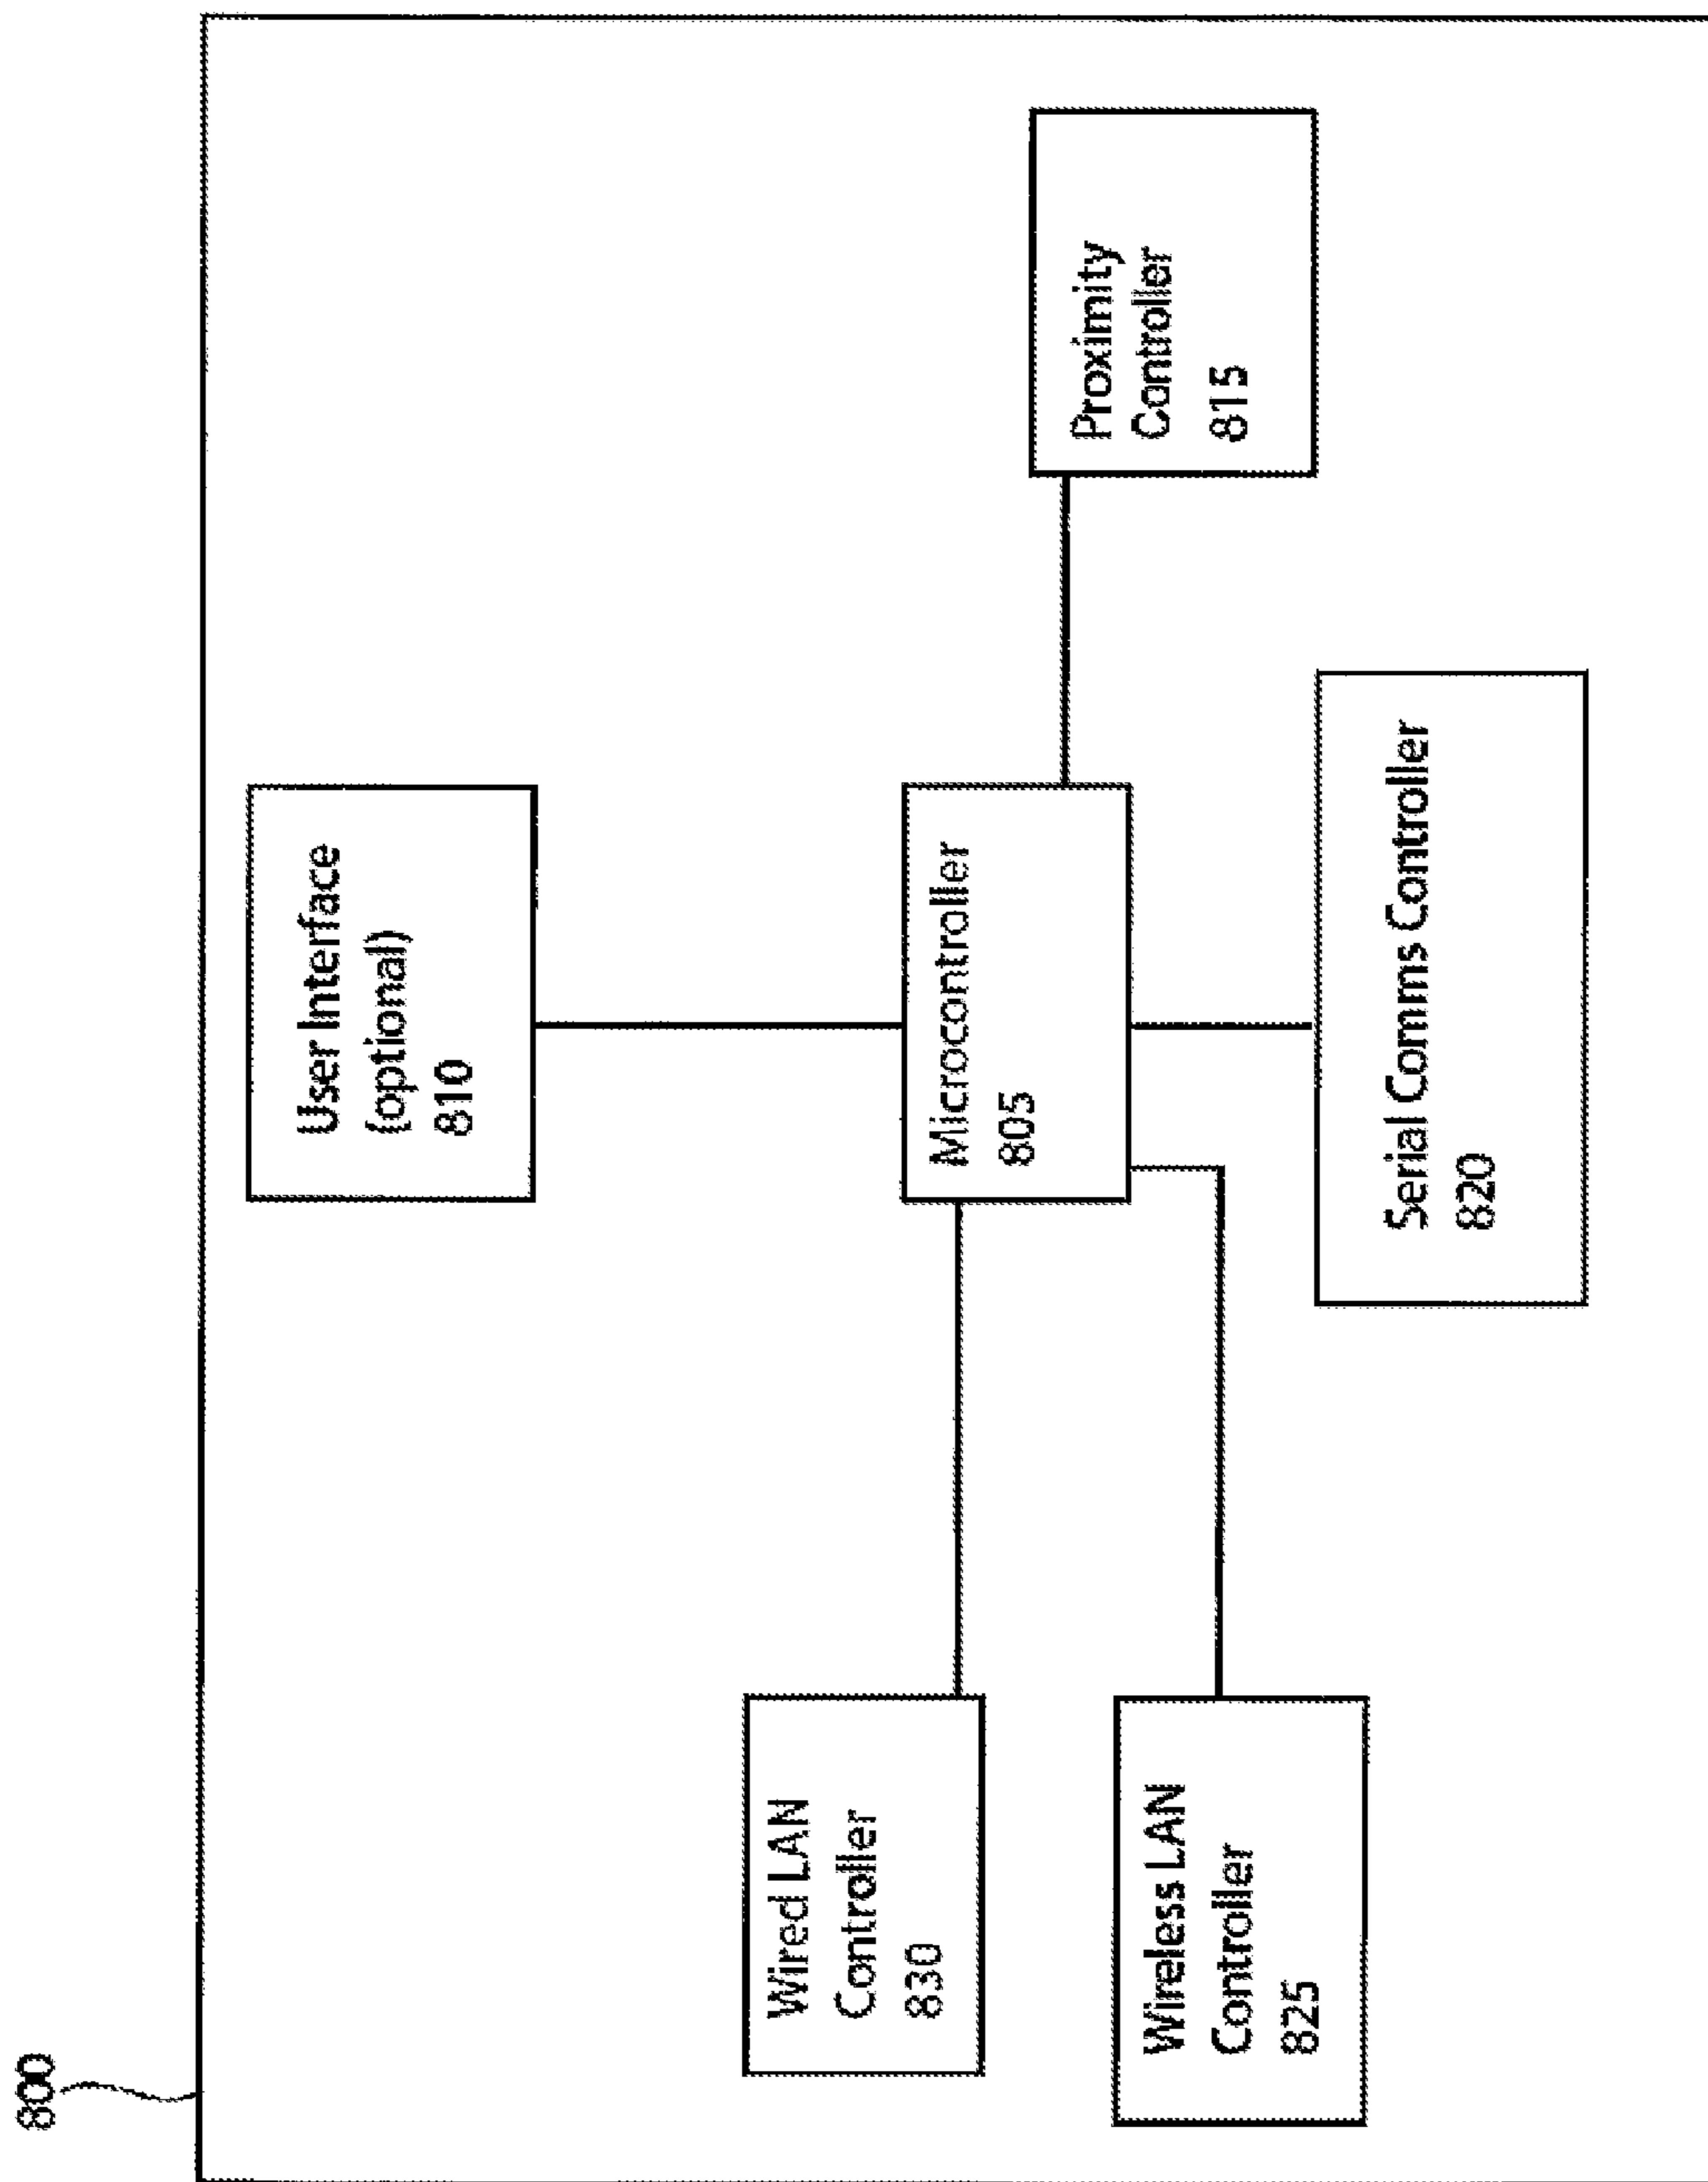 800
User Interface
(optional)
810
Wired LAN
Controller
830
Microcontroller
805
Proximity
Controller
815
Wireless LAN
Controller
825
Serial Comms Controller
820